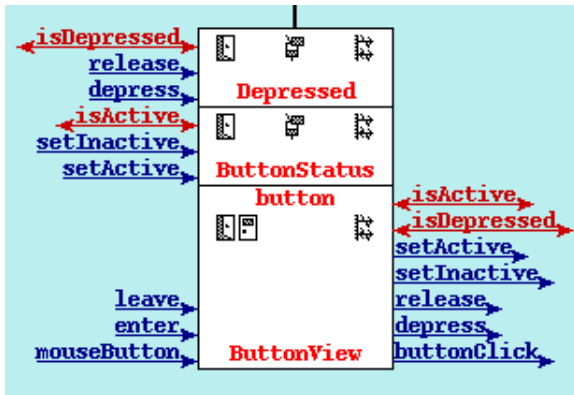 isDepressed
release
depress
Depressed
isActive
setInactive
setActive
ButtonStatus
button
isActive
isDepressed
setActive
setInactive
leave
release
enter
depress
mouseButton
ButtonView
buttonClick